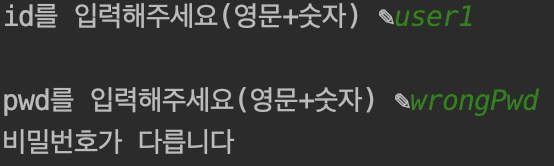 id를 입력해주세요(영문+숫자) ✎user1
pwd를 입력해주세요(영문+숫자) ✎wrongPwd
비밀번호가 다릅니다